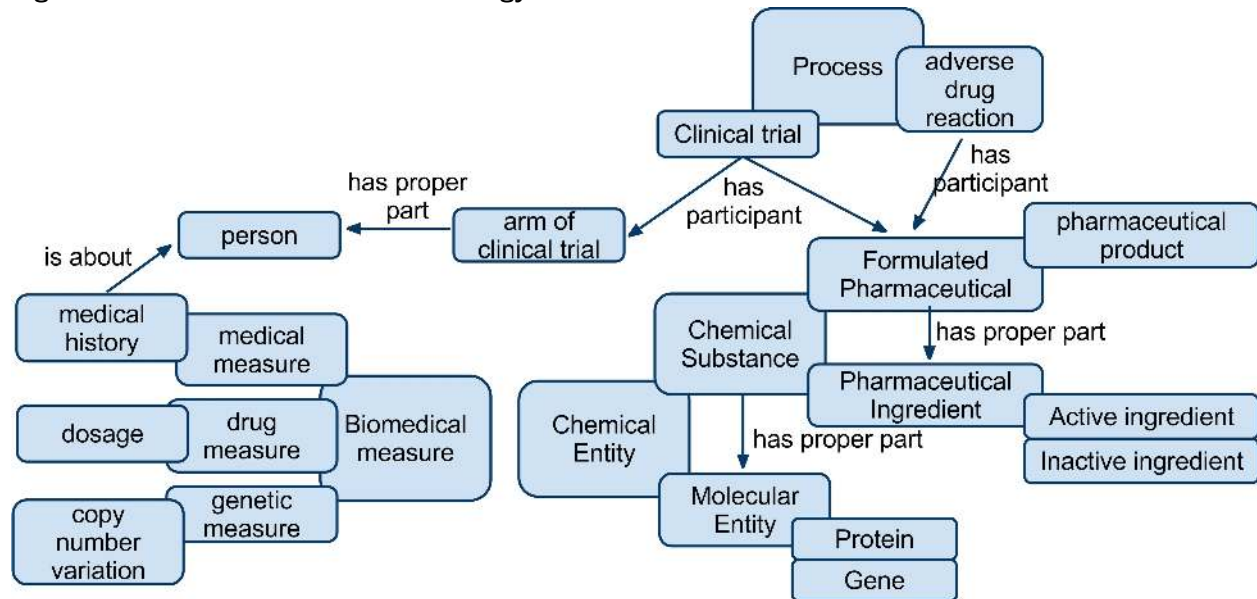 Process
adverse
drug
reaction
Clinical trial
has
participant
has
participant
has proper
part
person
arm of
clinical trial
pharmaceutical
product
is about
Formulated
Pharmaceutical
medical
history
medical
measure
Chemical
Substance
has proper part
Pharmaceutical
Ingredient
dosage
drug
measure
Biomedical
measure
Chemical
Entity
has proper part
Active ingredient
Inactive ingredient
copy
number
variation
genetic
measure
Molecular
Entity
Protein
Gene